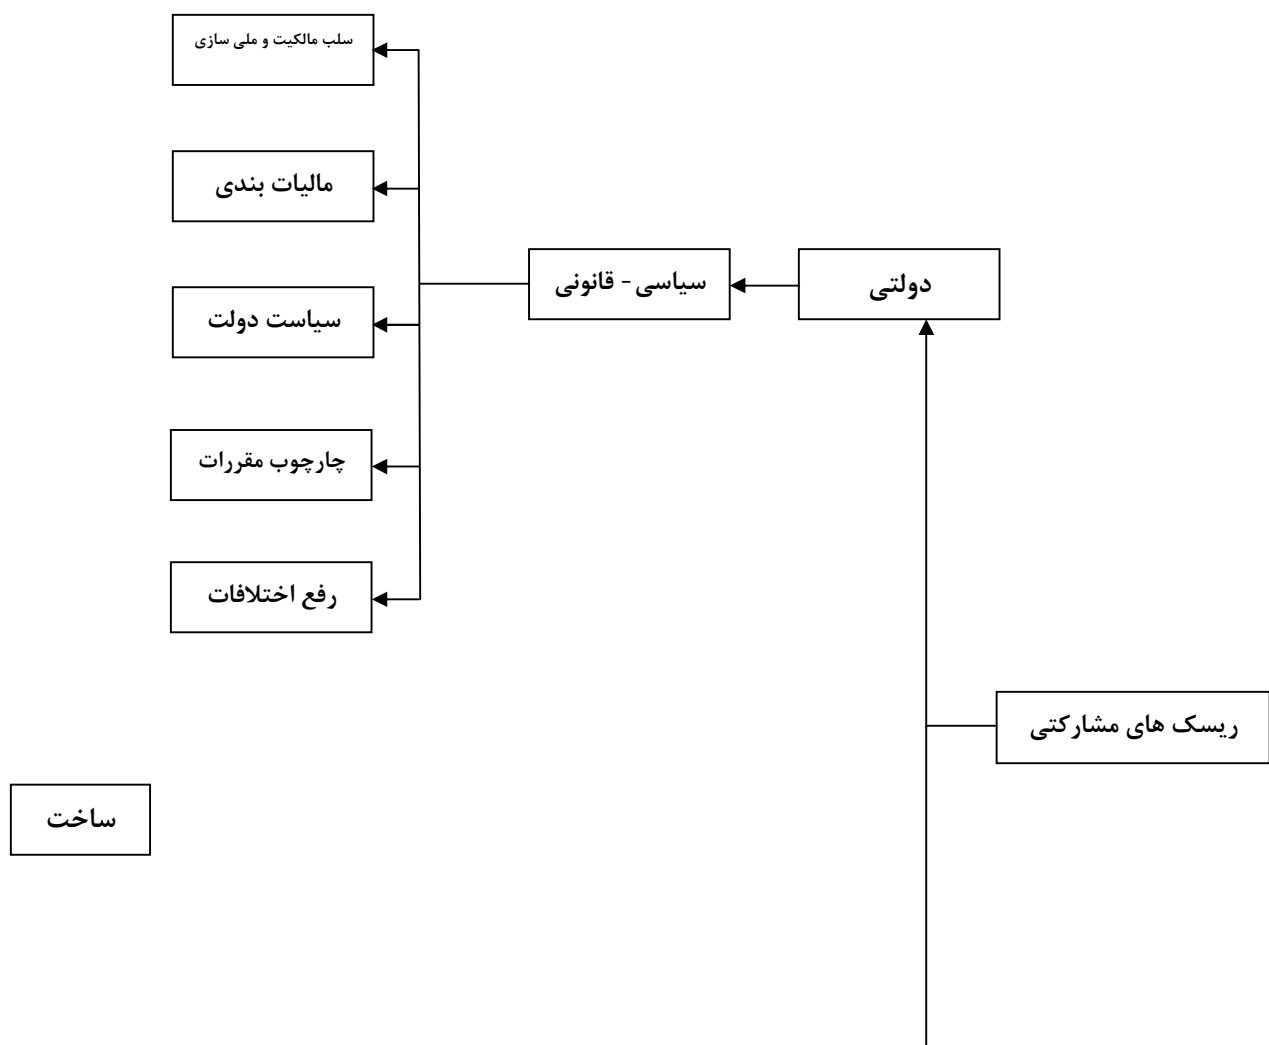 سلب مالکیت و ملی سازی
مالیات بندی
دولتی
سیاسی - قانونی
سیاست دولت
چارچوب مقررات
رفع اختلافات
ریسک های مشارکتی
ساخت